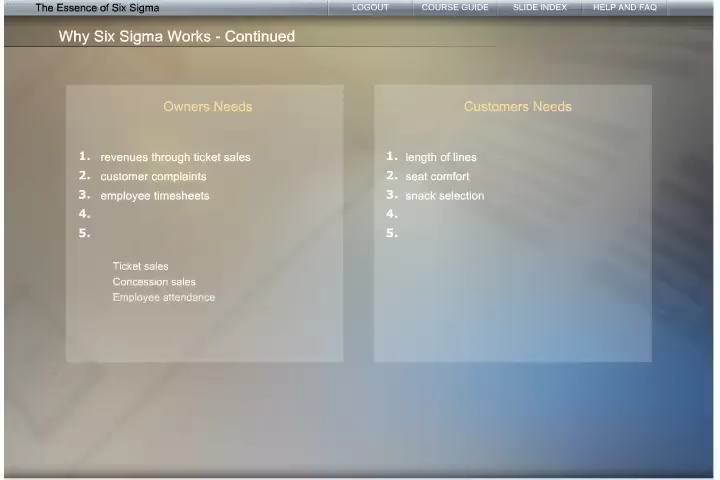 The Essence of Six Sigma
LOGOUT
COURSE GUIDE
SLIDE INDEX
HELP AND FAQ
Why Six Sigma Works - Continued
Owners Needs
1. revenues through ticket sales
2. customer complaints
3. employee timesheets
4.
5.
Ticket sales
Concession sales
Employee attendance
Customers Needs
1. length of lines
2. seat comfort
3. snack selection
4.
5.